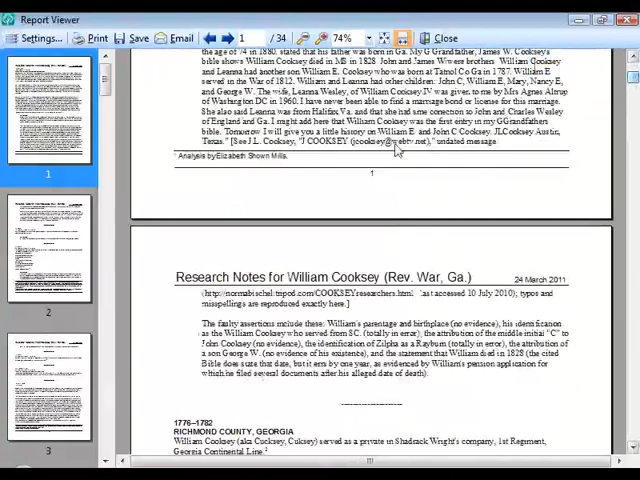 Report Viewer
Settings... Print Save Email 1 / 34 74% Close
the age of 74 in 1880, stated that his father was born in Ga. My G Grandfather, James W. Cooksey's
bible shows William Cooksey died in MS in 1828. John and James W were brothers. William Cooksey
and Leanna had another son William E. Cooksey who was born at Tatnol Co Ga in 1787. William E
served in the War of 1812. William and Leanna had other children: John C, William E, Mary, Nancy E,
and George W. The wife, Leanna Wesley, of William Cooksey IV was given, to me by Mrs Agnes Altrup
of Washington DC in 1960. I have never been able to find a marriage bond or license for this marriage.
She also said Leanna was from Halifax Va. and that she had some conection to John and Charles Wesley
of England and Ga. I might add here that William Cooksey was the first entry in my GGrandfathers
bible. Tomorrow I will give you a little history on William E. and John C Cooksey. JLCooksey Austin,
Texas." [See J.L. Cooksey, "J COOKSEY (jcooksey@webtv.net)," undated message
Analysis by Elizabeth Shown Mills.
1
Research Notes for William Cooksey (Rev. War, Ga.) 24 March 2011
(http://normabischel.tripod.com/COOKSEYresearchers.html last accessed 10 July 2010); typos and
misspellings are reproduced exactly here.]
The faulty assertions include these: William's parentage and birthplace (no evidence), his identification
as the William Cooksey who served from SC. (totally in error), the attribution of the middle initial "C" to
John Cooksey (no evidence), the identification of Zilpha as a Rayburn (totally in error), the attribution of
a son George W. (no evidence of his existence), and the statement that William died in 1828 (the cited
Bible does state that date, but it errs by one year, as evidenced by William's pension application for
which he filed several documents after his alleged date of death).
1776–1782
RICHMOND COUNTY, GEORGIA
William Cooksey (aka Cucksey, Cuksey) served as a private in Shadrack Wright's company, 1st Regiment,
Georgia Continental Line.¹
1
2
3